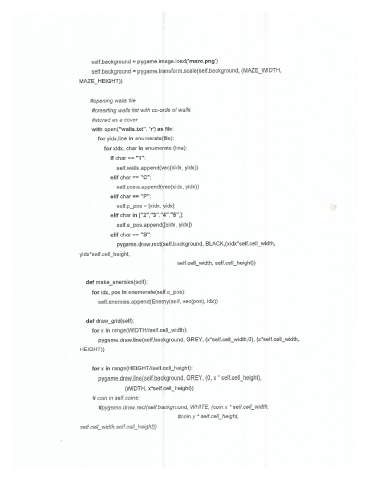 self.background = pygame.image.load('maze.png')
self.background = pygame.transform.scale(self.background, (MAZE_WIDTH,
MAZE_HEIGHT))
#opening walls file
#creating walls list with co-ords of walls
#stored as a cover
with open("walls.txt", 'r') as file:
for yidx,line in enumerate(file):
for xidx, char in enumerate (line):
if char == "1":
self.walls.append(vec(xidx, yidx))
elif char == "C":
self.coins.append(vec(xidx, yidx))
elif char == "P":
self.p_pos = [xidx, yidx]
elif char in ["2","3","4","5",]:
self.e_pos.append([xidx, yidx])
elif char == "B":
pygame.draw.rect(self.background, BLACK,(xidx*self.cell_width,
yidx*self.cell_height,
self.cell_width, self.cell_height))
def make_enemies(self):
for idx, pos in enumerate(self.e_pos):
self.enemies.append(Enemy(self, vec(pos), idx))
def draw_grid(self):
for x in range(WIDTH//self.cell_width):
pygame.draw.line(self.background, GREY, (x*self.cell_width,0), (x*self.cell_width,
HEIGHT))
for x in range(HEIGHT//self.cell_height):
pygame.draw.line(self.background, GREY, (0, x * self.cell_height),
(WIDTH, x*self.cell_height))
# coin in self.coins:
#pygame.draw.rect(self.background, WHITE, (coin.x * self.cell_width,
#coin.y * self.cell_height,
self.cell_width,self.cell_height))